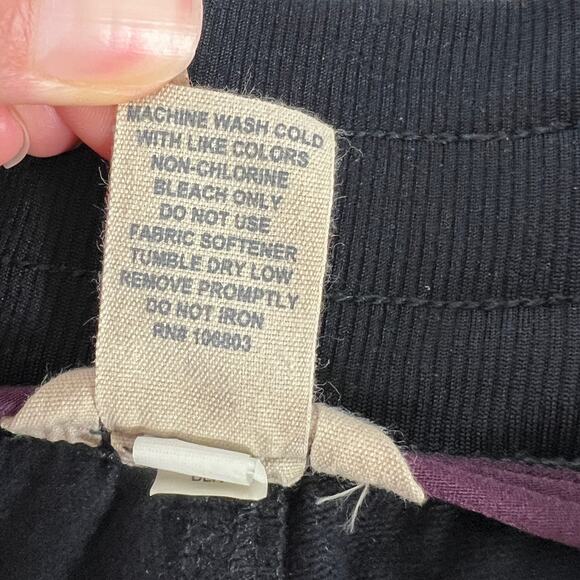 MACHINE WASH COLD
WITH LIKE COLORS
NON-CHLORINE
BLEACH ONLY
DO NOT USE
FABRIC SOFTENER
TUMBLE DRY LOW
REMOVE PROMPTLY
DO NOT IRON
RN# 106803